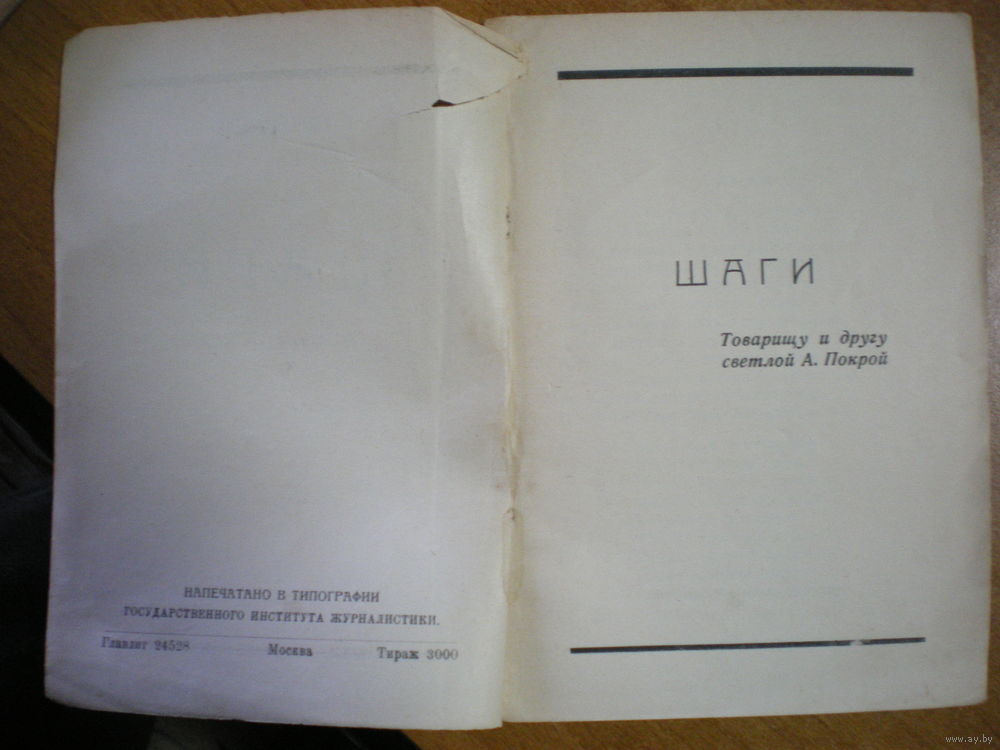 НАПЕЧАТАНО В ТИПОГРАФИИ
ГОСУДАРСТВЕННОГО ИНСТИТУТА ЖУРНАЛИСТИКИ.
Главлит 24528 Москва Тираж 3000
ШАГИ
Товарищу и другу
светлой А. Покрой
www.ay.by